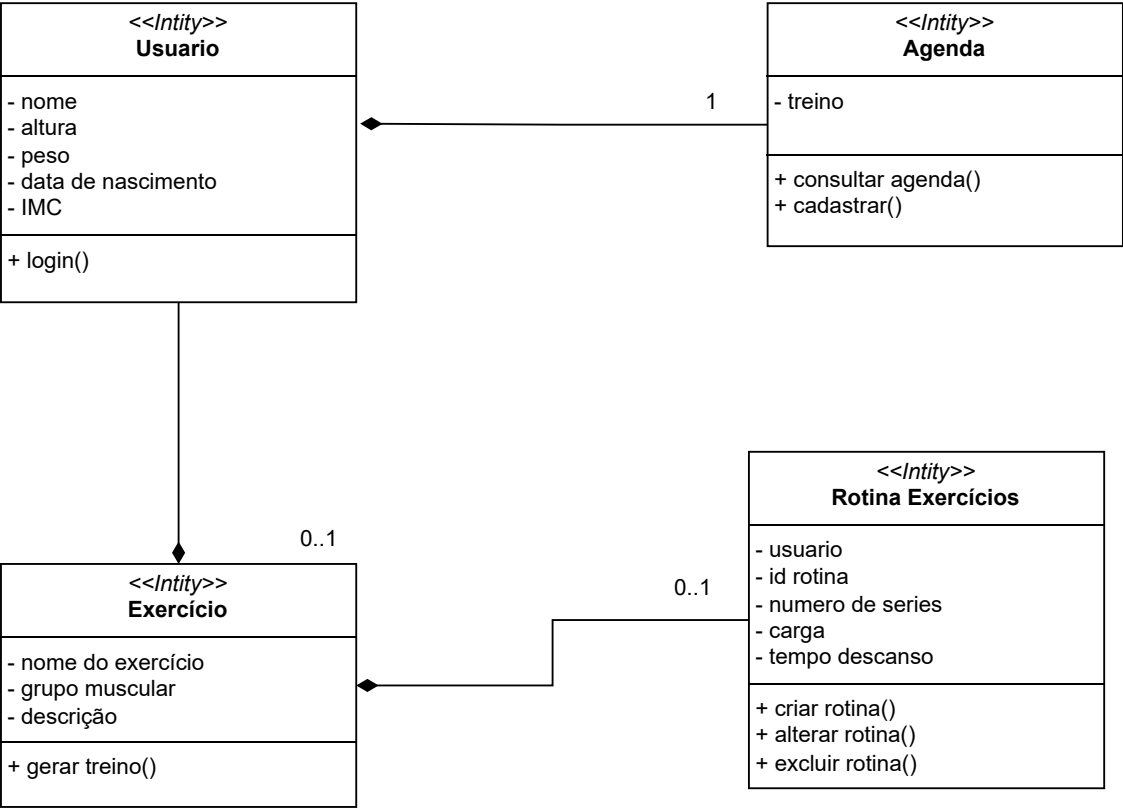 <<Intity>>
Usuario
- nome
- altura
- peso
- data de nascimento
- IMC
+ login()
1
<<Intity>>
Agenda
- treino
+ consultar agenda()
+ cadastrar()
0..1
<<Intity>>
Exercício
- nome do exercício
- grupo muscular
- descrição
+ gerar treino()
0..1
<<Intity>>
Rotina Exercícios
- usuario
- id rotina
- numero de series
- carga
- tempo descanso
+ criar rotina()
+ alterar rotina()
+ excluir rotina()